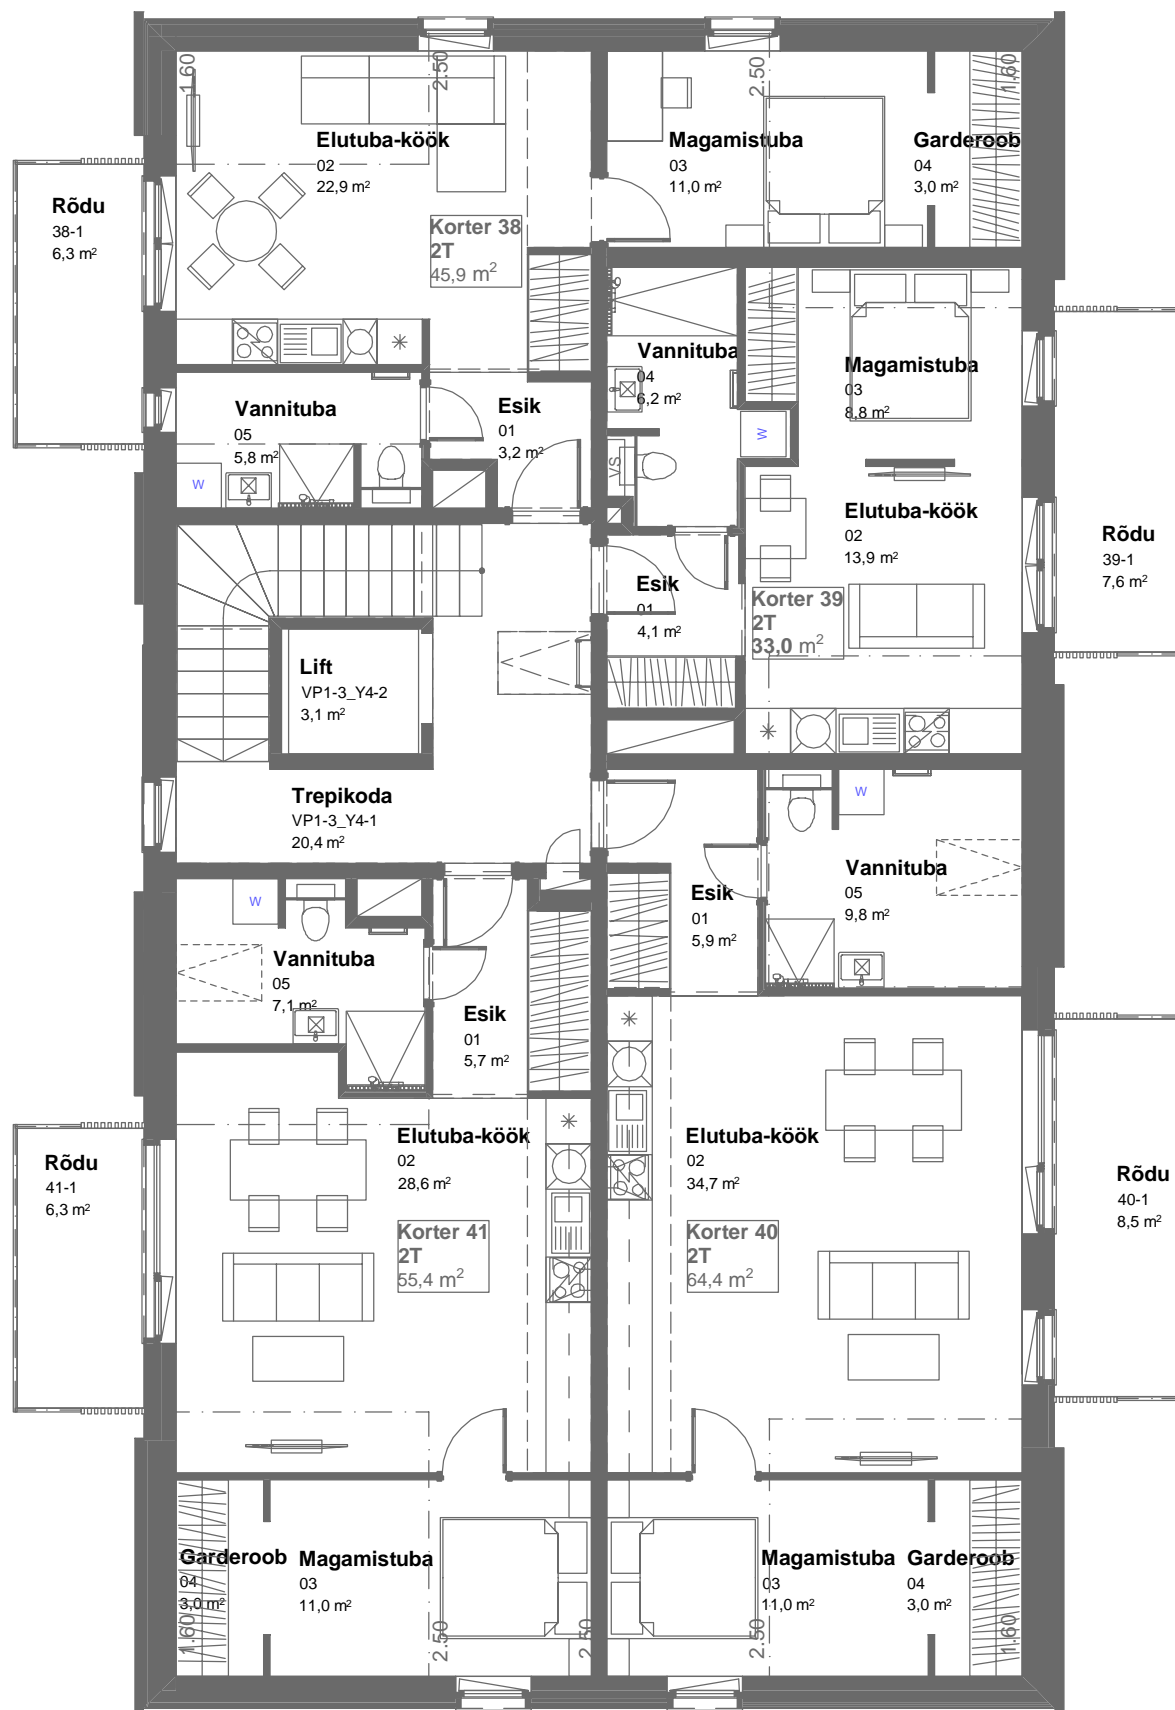 1.60
2.50
2.50
1.60
Elutuba-köök
02
22,9 m²
Magamistuba
03
11,0 m²
Garderoob
04
3,0 m²
Rõdu
38-1
6,3 m²
Korter 38
2T
45,9 m²
Vannituba
04
6,2 m²
Magamistuba
03
8,8 m²
Vannituba
05
5,8 m²
Esik
01
3,2 m²
W
W
VS
Elutuba-köök
02
13,9 m²
Rõdu
39-1
7,6 m²
Esik
01
4,1 m²
Korter 39
2T
33,0 m²
Lift
VP1-3_Y4-2
3,1 m²
Trepikoda
VP1-3_Y4-1
20,4 m²
W
Vannituba
05
9,8 m²
Esik
01
5,9 m²
W
Vannituba
05
7,1 m²
Esik
01
5,7 m²
Elutuba-köök
02
28,6 m²
Elutuba-köök
02
34,7 m²
Rõdu
41-1
6,3 m²
Rõdu
40-1
8,5 m²
Korter 41
2T
55,4 m²
Korter 40
2T
64,4 m²
Garderoob
04
3,0 m²
Magamistuba
03
11,0 m²
Magamistuba
03
11,0 m²
Garderoob
04
3,0 m²
1.60
2.50
2.50
2.50
1.60